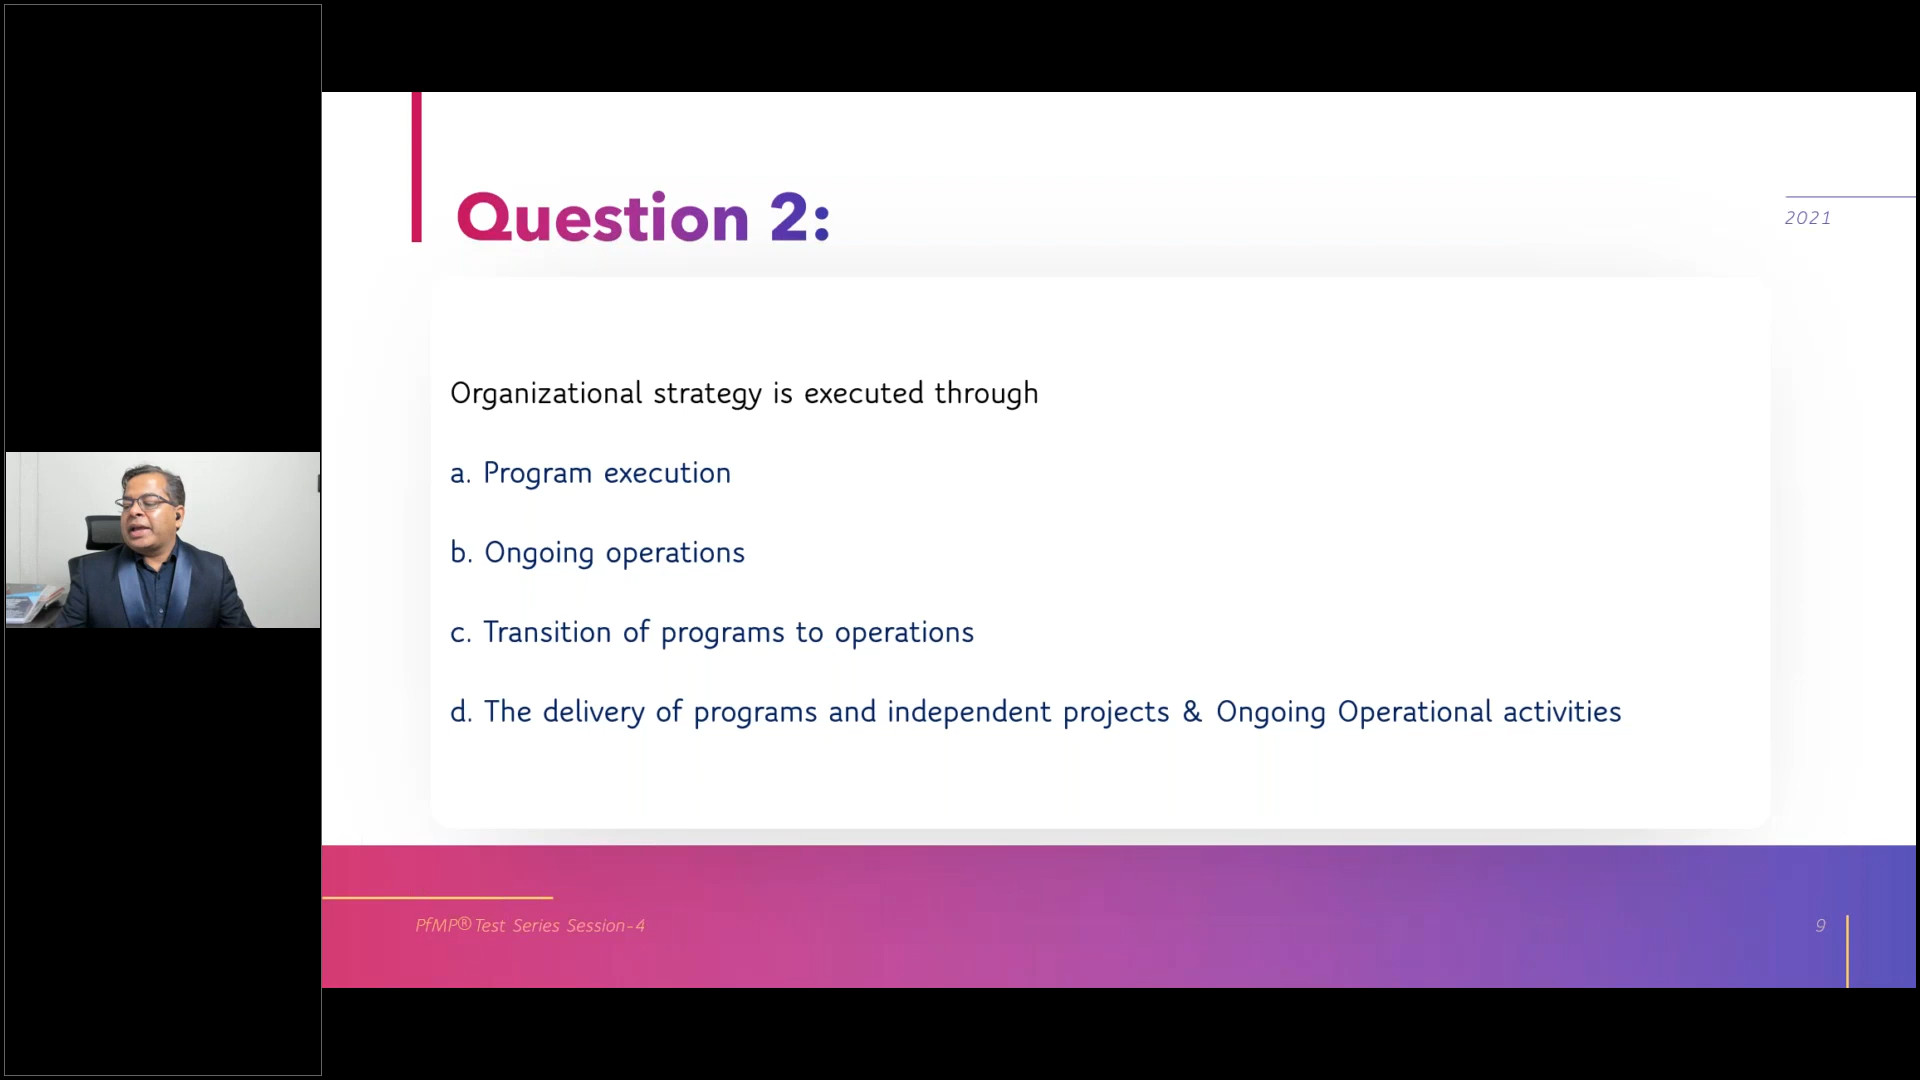 Question 2:
2021
Organizational strategy is executed through
a. Program execution
b. Ongoing operations
c. Transition of programs to operations
d. The delivery of programs and independent projects & Ongoing Operational activities
PfMP® Test Series Session-4
9